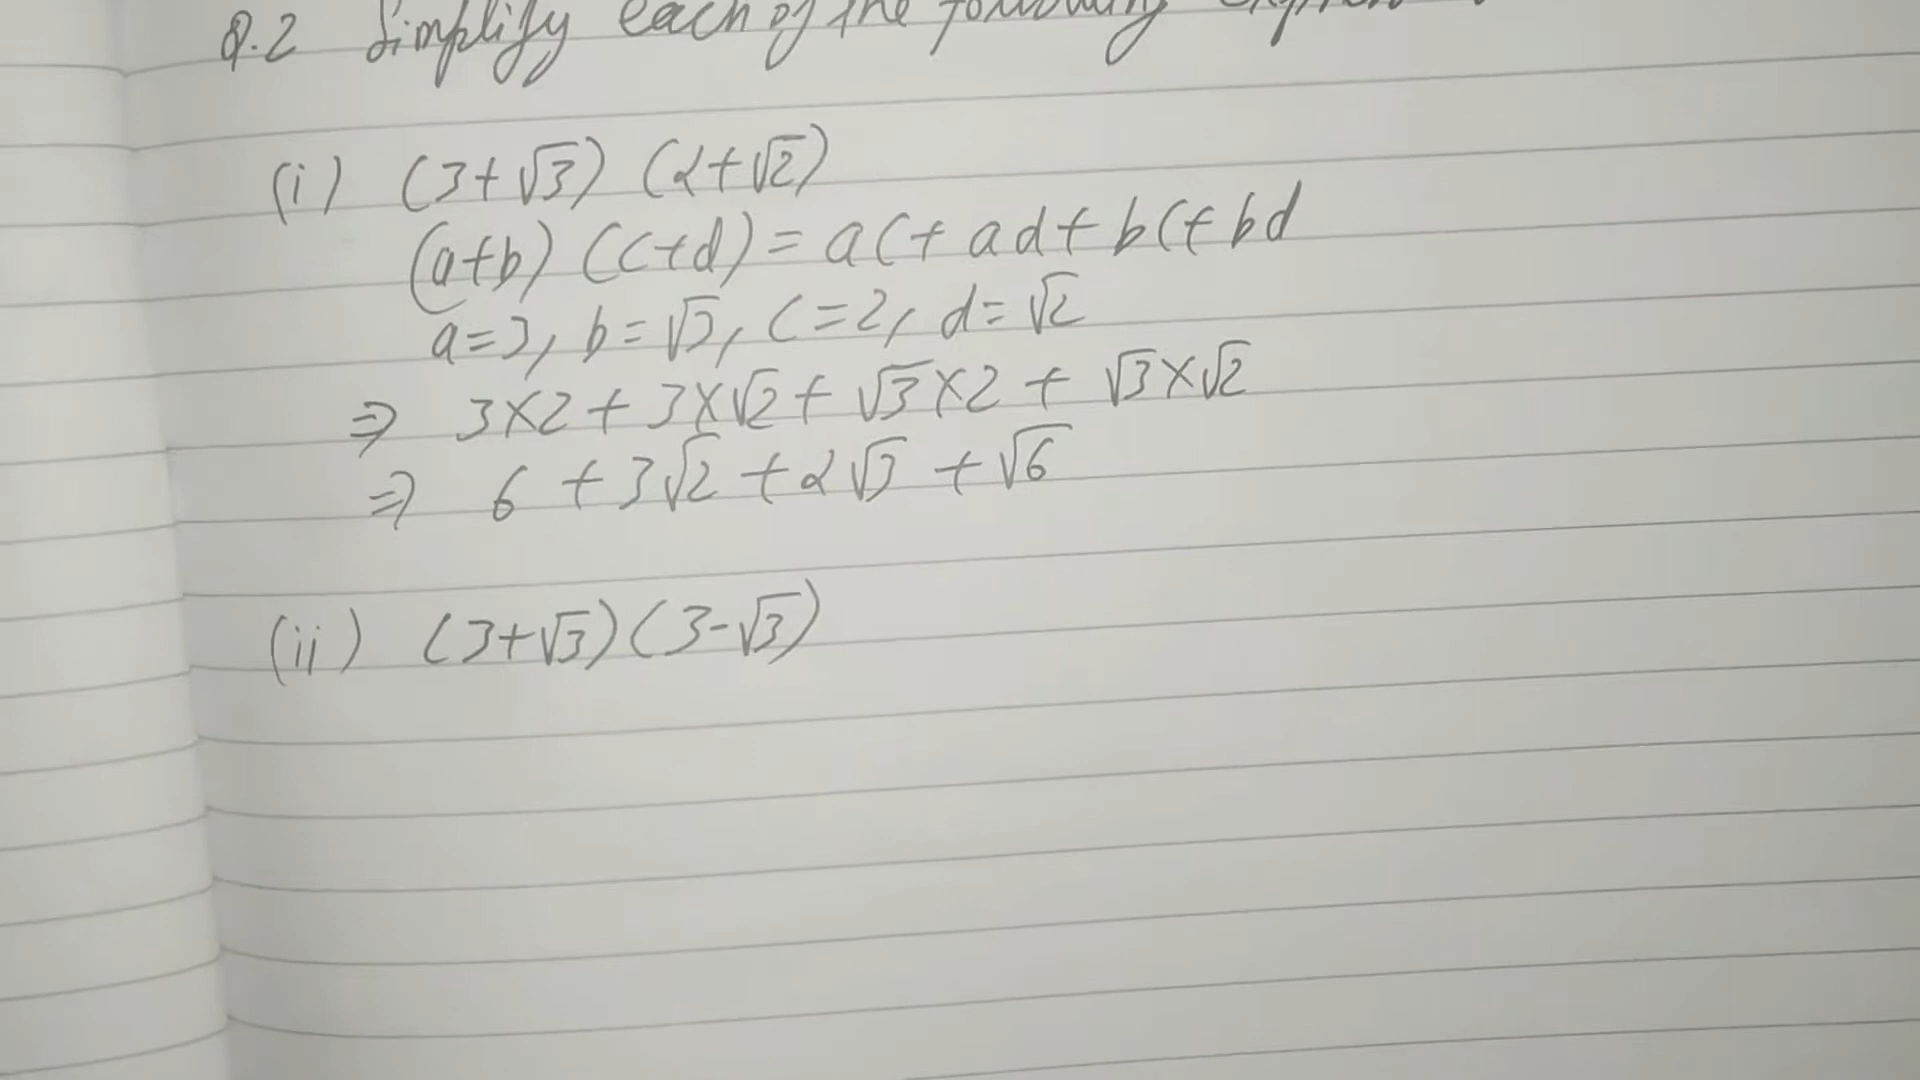 Q.2 Simplify each of the following
(i) (3+√3) (2+√2)
(a+b) (c+d) = ac+ ad+ bc+ bd
a=3, b=√3, c=2, d=√2
⇒ 3×2 + 3×√2 + √3×2 + √3×√2
⇒ 6 + 3√2 + 2√3 + √6
(ii) (3+√3)(3-√3)